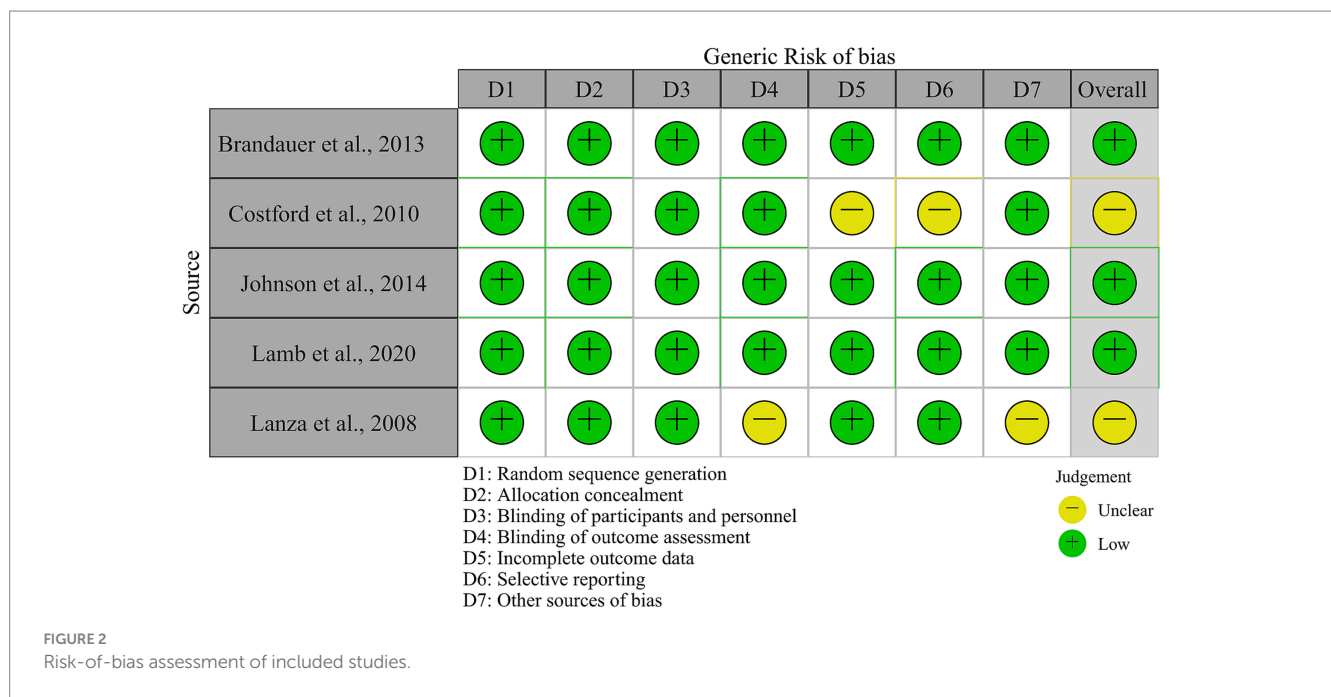 Generic Risk of bias
D1 D2 D3 D4 D5 D6 D7 Overall
Source
Brandauer et al., 2013 + + + + + + + +
Costford et al., 2010 + + + + − − + −
Johnson et al., 2014 + + + + + + + +
Lamb et al., 2020 + + + + + + + +
Lanza et al., 2008 + + + − + + − −
D1: Random sequence generation
D2: Allocation concealment
D3: Blinding of participants and personnel
D4: Blinding of outcome assessment
D5: Incomplete outcome data
D6: Selective reporting
D7: Other sources of bias
Judgement
− Unclear
+ Low
FIGURE 2
Risk-of-bias assessment of included studies.